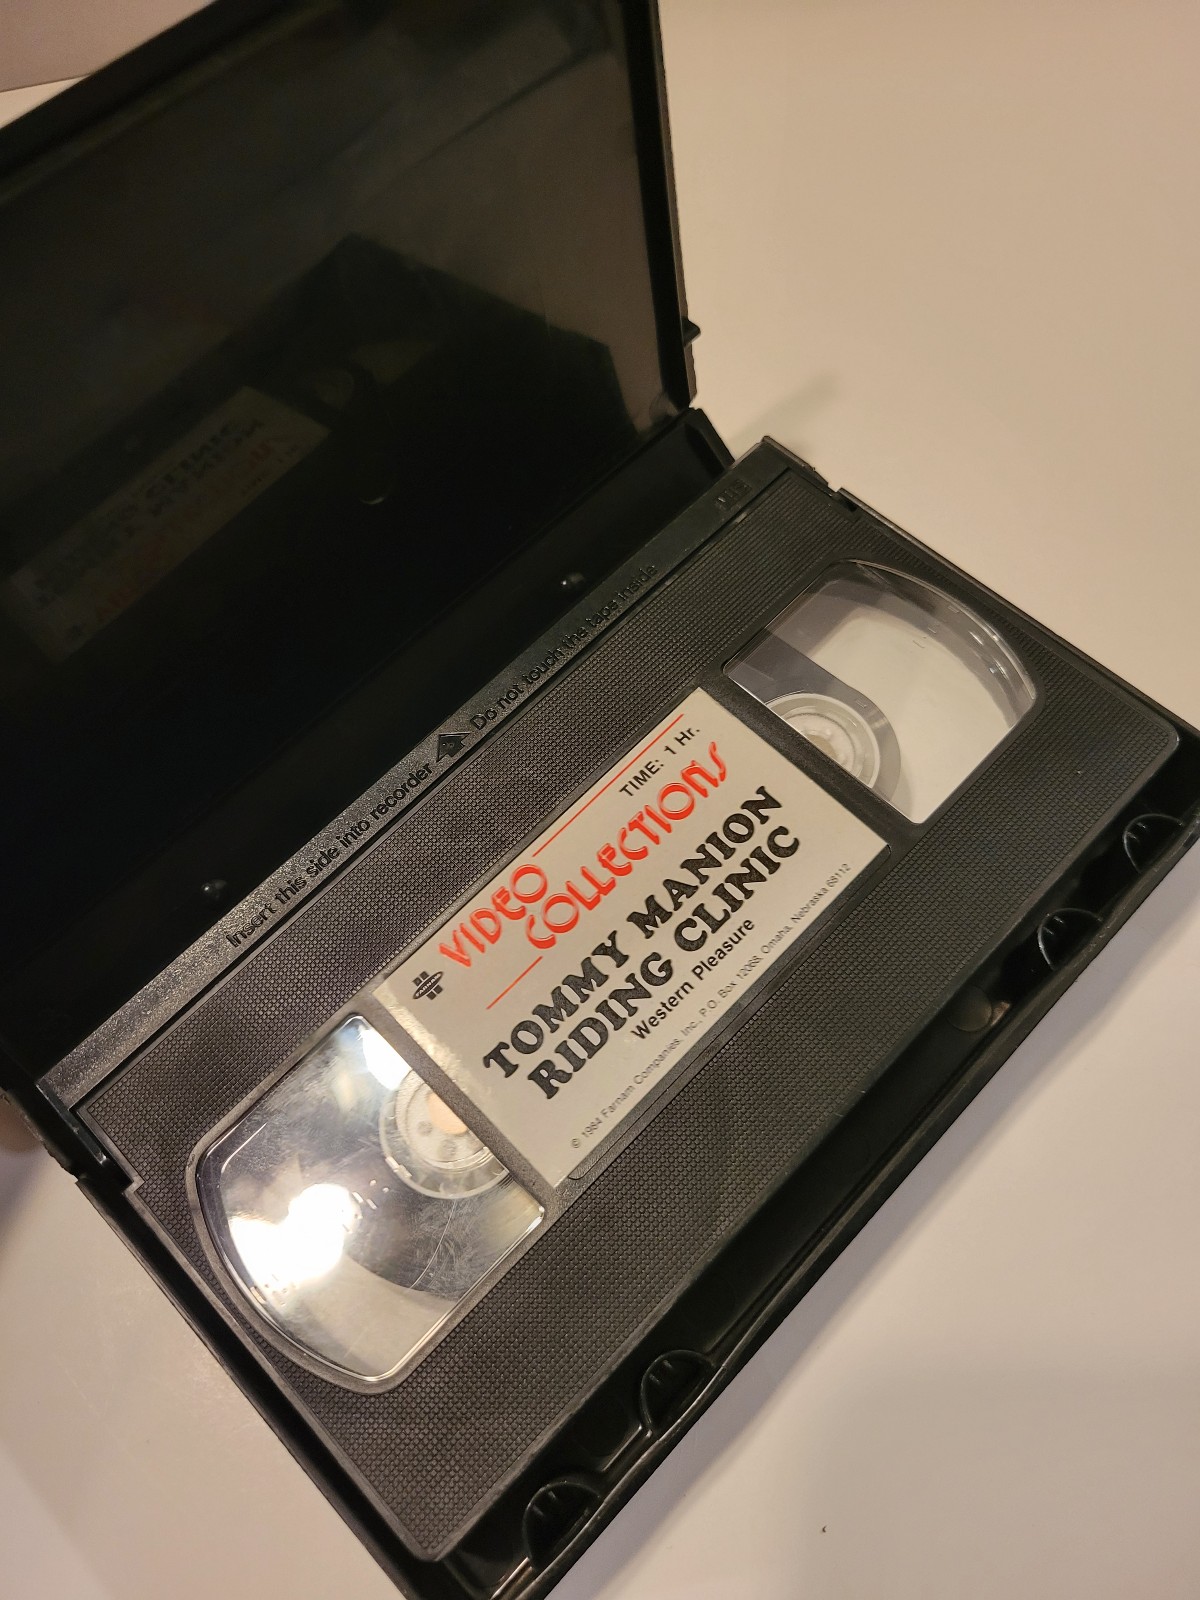 Insert this side into recorder Do not touch the tape inside
TIME: 1 Hr.
VIDEO
COLLECTIONS
TOMMY MANION
RIDING CLINIC
Western Pleasure
© 1984 Farnam Companies, Inc., P.O. Box 12068, Omaha, Nebraska 68112